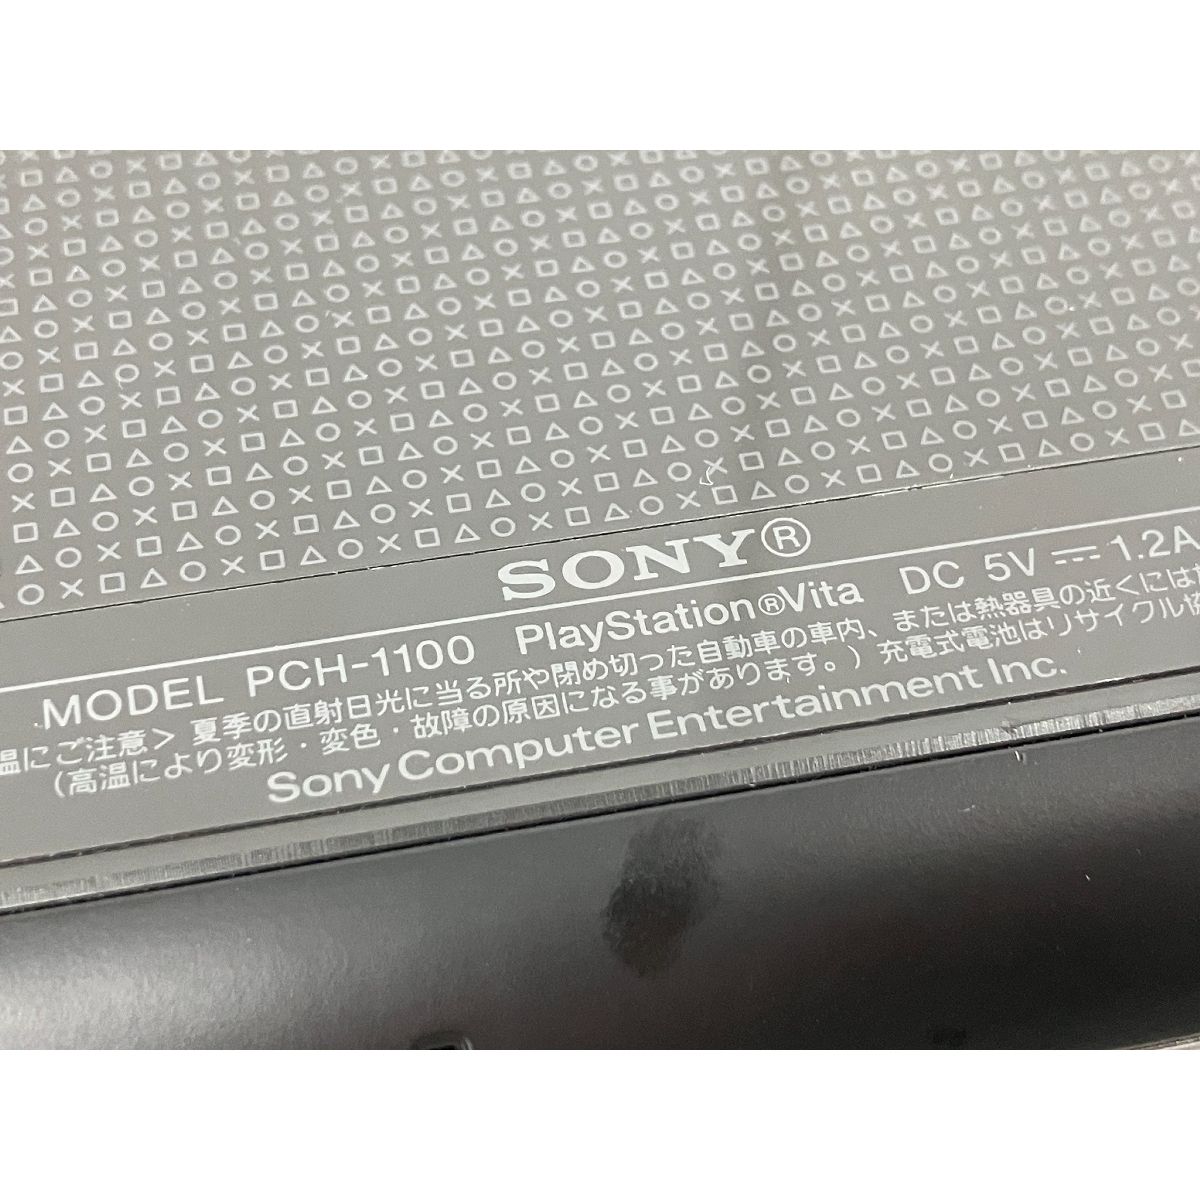 SONY®
MODEL PCH-1100 PlayStation®Vita DC 5V ⎓ 1.2A
温にご注意> 夏季の直射日光に当る所や閉め切った自動車の車内、または熱器具の近くには
(高温により変形・変色・故障の原因になる事があります。) 充電式電池はリサイクル
Sony Computer Entertainment Inc.